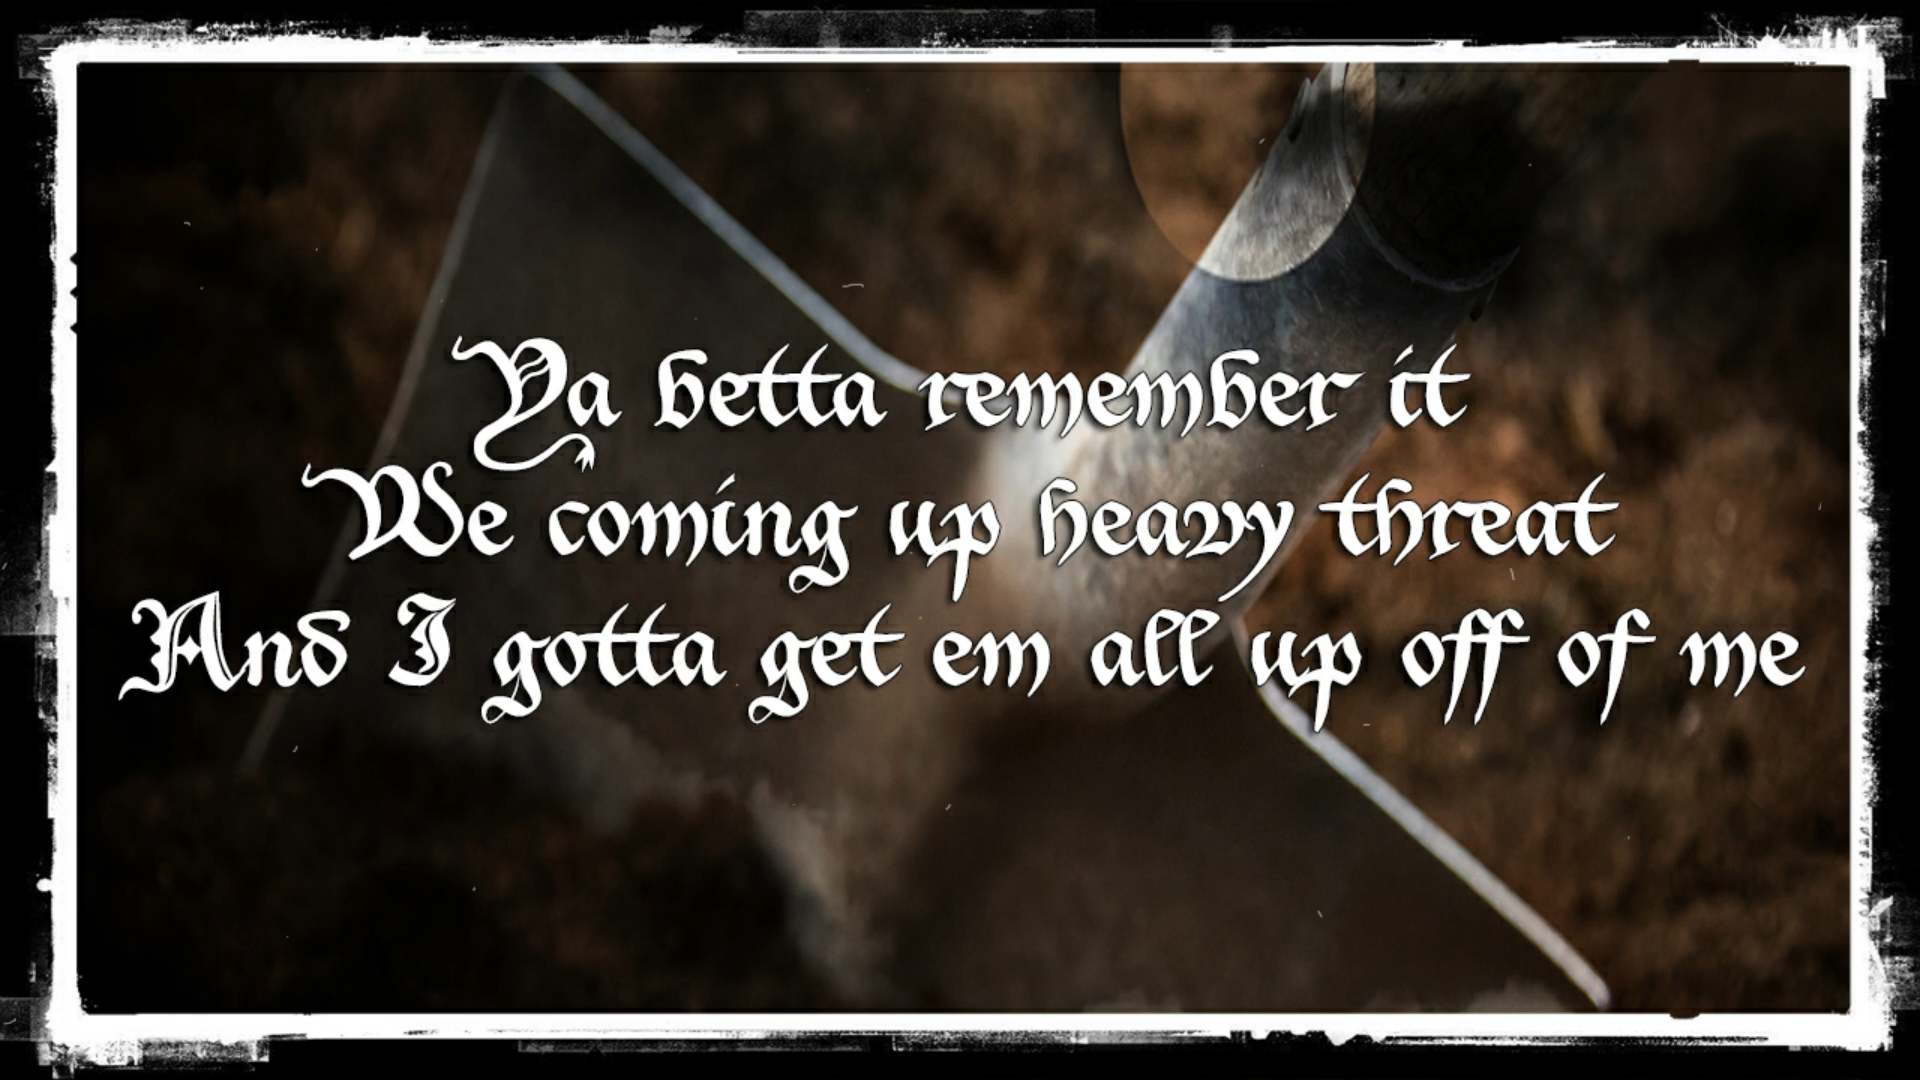 Ya betta remember it
We coming up heavy threat
And I gotta get em all up off of me